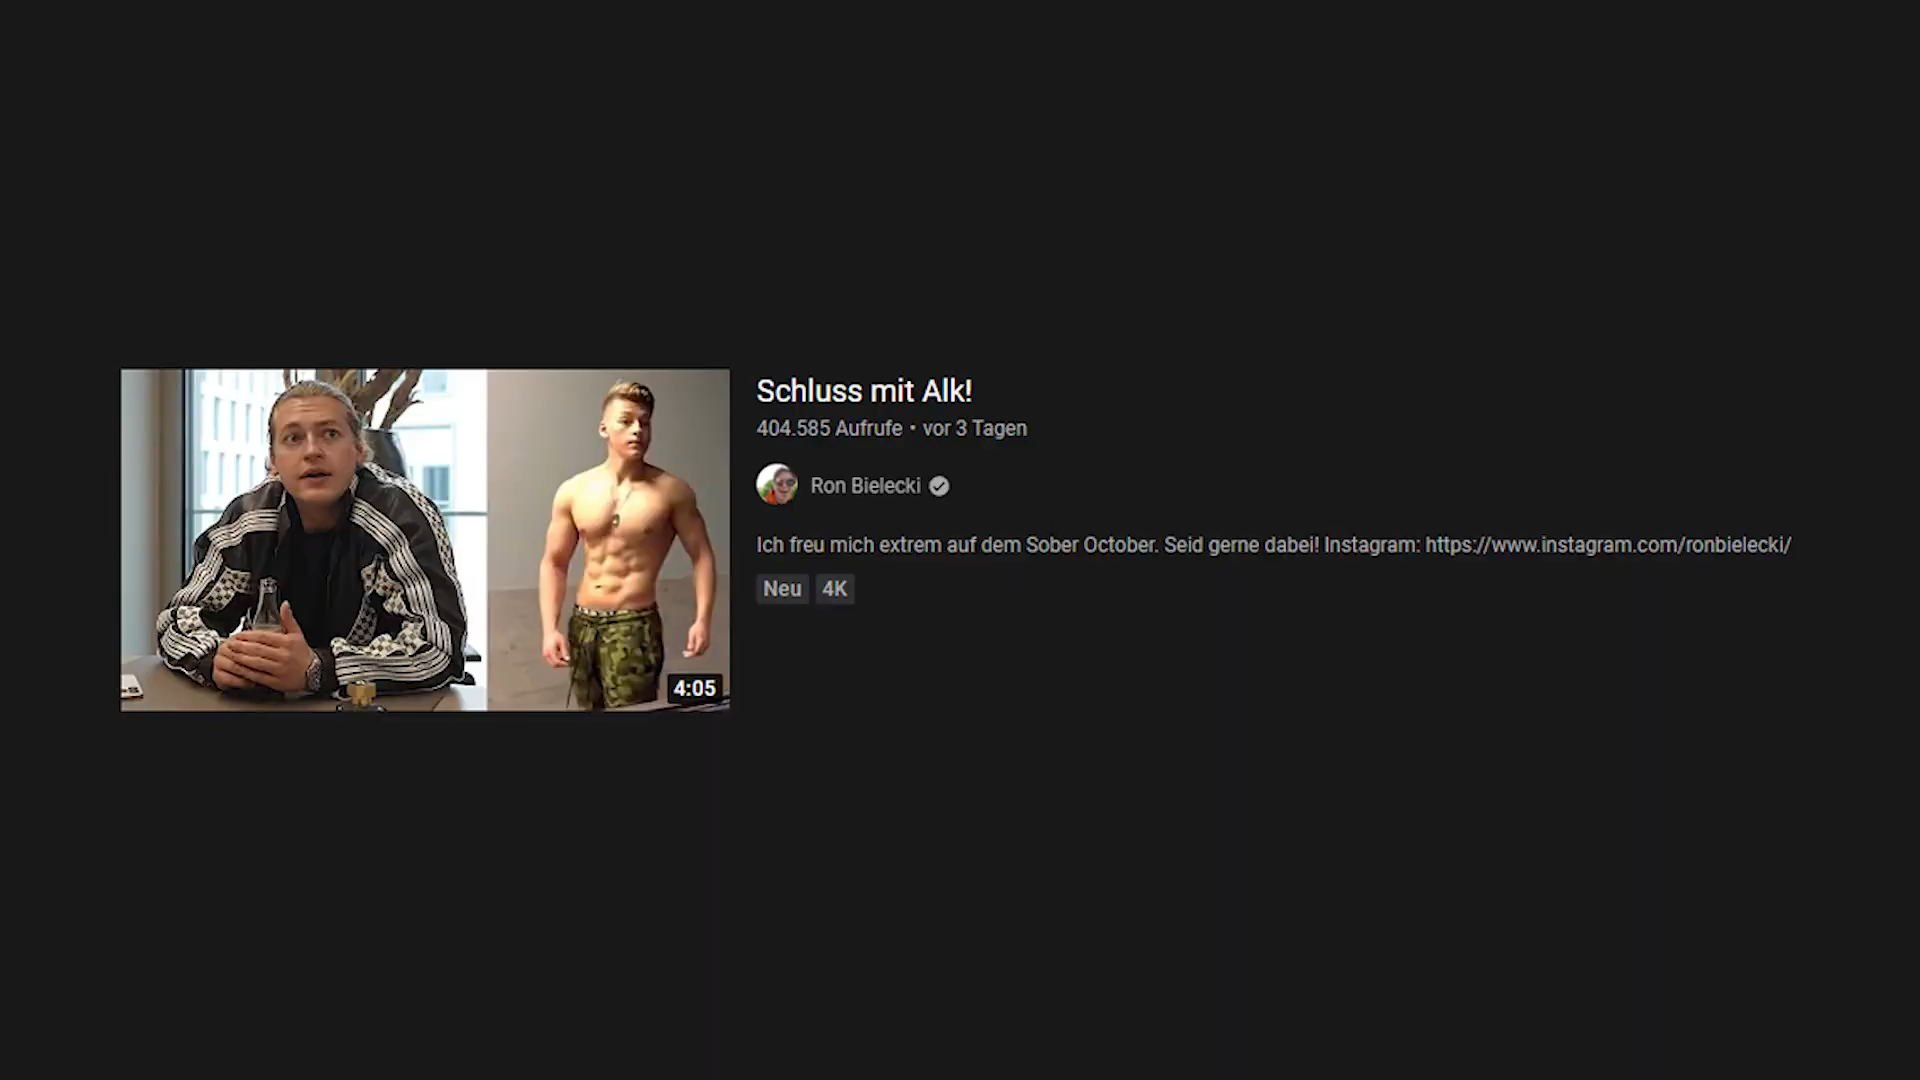 Schluss mit Alk!
404.585 Aufrufe • vor 3 Tagen
Ron Bielecki
Ich freu mich extrem auf dem Sober October. Seid gerne dabei! Instagram: https://www.instagram.com/ronbielecki/
Neu 4K
4:05